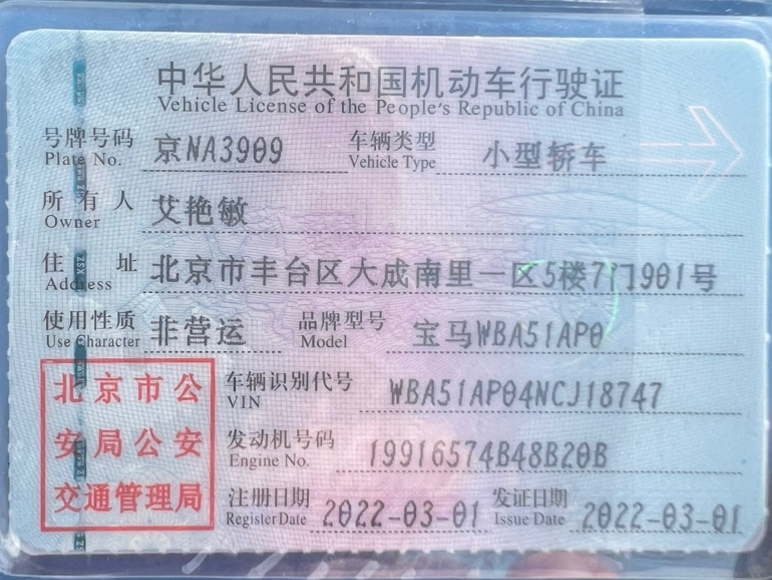 中华人民共和国机动车行驶证
Vehicle License of the People's Republic of China
号牌号码 京NA3909 车辆类型 小型轿车
Plate No. Vehicle Type
所有人 艾艳敏
Owner
住址 北京市丰台区大成南里一区5楼7门901号
Address
使用性质 非营运 品牌型号 宝马WBA51AP0
Use Character Model
北京市公
安局公安
交通管理局
车辆识别代号 WBA51AP04NCJ18747
VIN
发动机号码 19916574B48B20B
Engine No.
注册日期 2022-03-01 发证日期 2022-03-01
Register Date Issue Date